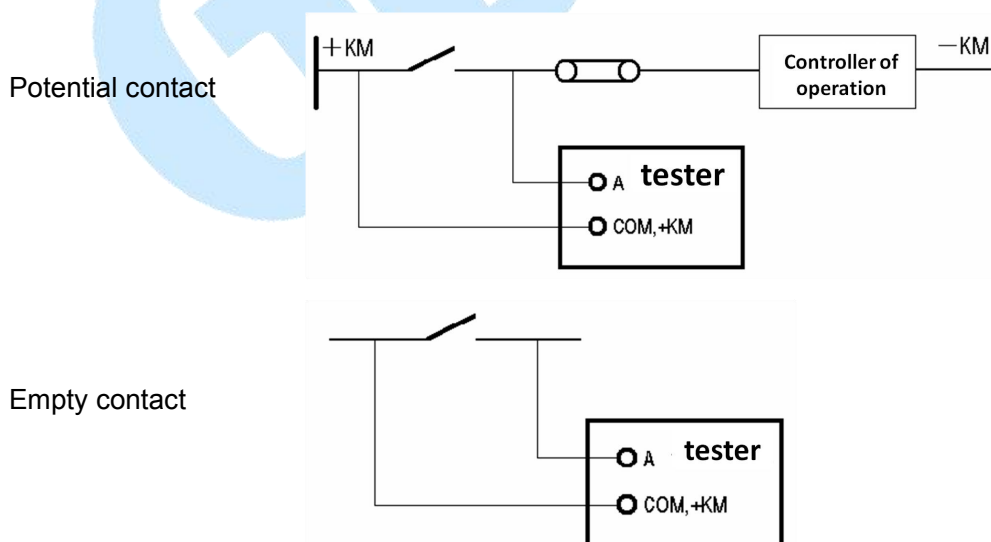 +KM
Controller of
operation
—KM
Potential contact
A tester
COM,+KM
Empty contact
A tester
COM,+KM